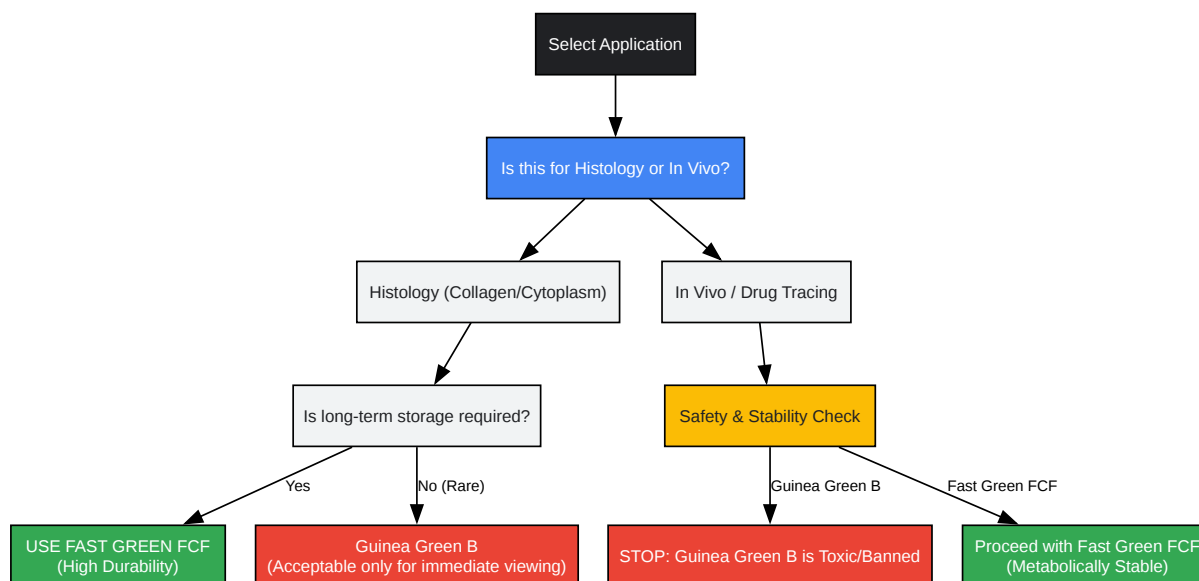 Select Application
Is this for Histology or In Vivo?
Histology (Collagen/Cytoplasm)
In Vivo / Drug Tracing
Is long-term storage required?
Safety & Stability Check
Yes
No (Rare)
Guinea Green B
Fast Green FCF
USE FAST GREEN FCF
(High Durability)
Guinea Green B
(Acceptable only for immediate viewing)
STOP: Guinea Green B is Toxic/Banned
Proceed with Fast Green FCF
(Metabolically Stable)